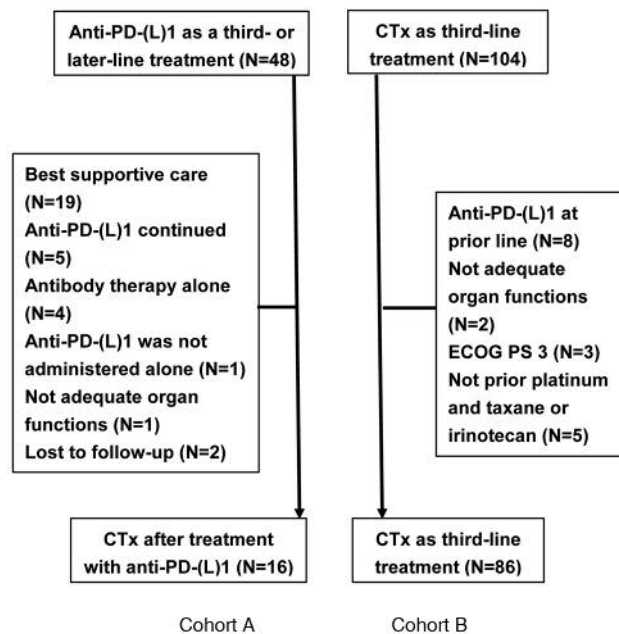 Anti-PD-(L)1 as a third- or
later-line treatment (N=48)
CTx as third-line
treatment (N=104)
Best supportive care
(N=19)
Anti-PD-(L)1 continued
(N=5)
Antibody therapy alone
(N=4)
Anti-PD-(L)1 was not
administered alone (N=1)
Not adequate organ
functions (N=1)
Lost to follow-up (N=2)
Anti-PD-(L)1 at
prior line (N=8)
Not adequate
organ functions
(N=2)
ECOG PS 3 (N=3)
Not prior platinum
and taxane or
irinotecan (N=5)
CTx after treatment
with anti-PD-(L)1 (N=16)
CTx as third-line
treatment (N=86)
Cohort A
Cohort B